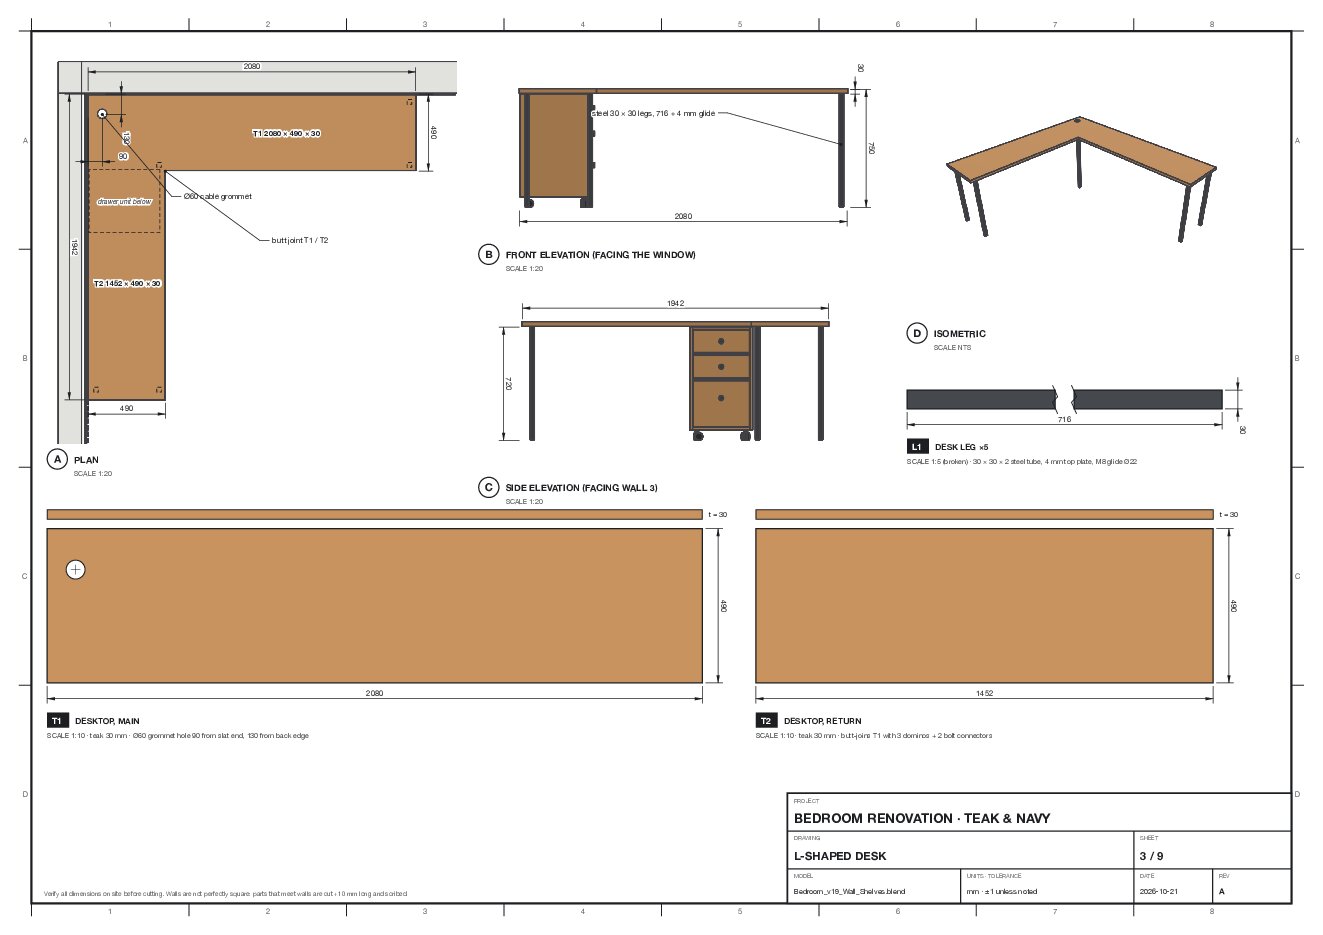 1 2 3 4 5 6 7 8
A
B
C
D
A
B
C
D
2080
490
T1 2080 × 490 × 30
130
90
drawer unit below
Ø60 cable grommet
butt joint T1 / T2
1942
T2 1452 × 490 × 30
490
A PLAN
SCALE 1:20
30
steel 30 × 30 legs, 716 + 4 mm glide
750
2080
B FRONT ELEVATION (FACING THE WINDOW)
SCALE 1:20
1942
720
C SIDE ELEVATION (FACING WALL 3)
SCALE 1:20
D ISOMETRIC
SCALE NTS
716
30
L1 DESK LEG ×5
SCALE 1:5 (broken) · 30 × 30 × 2 steel tube, 4 mm top plate, M8 glide Ø22
t = 30
490
2080
T1 DESKTOP, MAIN
SCALE 1:10 · teak 30 mm · Ø60 grommet hole 90 from slat end, 130 from back edge
t = 30
490
1452
T2 DESKTOP, RETURN
SCALE 1:10 · teak 30 mm · butt-joins T1 with 3 dominos + 2 bolt connectors
PROJECT
BEDROOM RENOVATION · TEAK & NAVY
DRAWING
L-SHAPED DESK
SHEET
3 / 9
MODEL
Bedroom_v19_Wall_Shelves.blend
UNITS · TOLERANCE
mm · ±1 unless noted
DATE
2026-10-21
REV
A
Verify all dimensions on site before cutting. Walls are not perfectly square: parts that meet walls are cut +10 mm long and scribed.
1 2 3 4 5 6 7 8